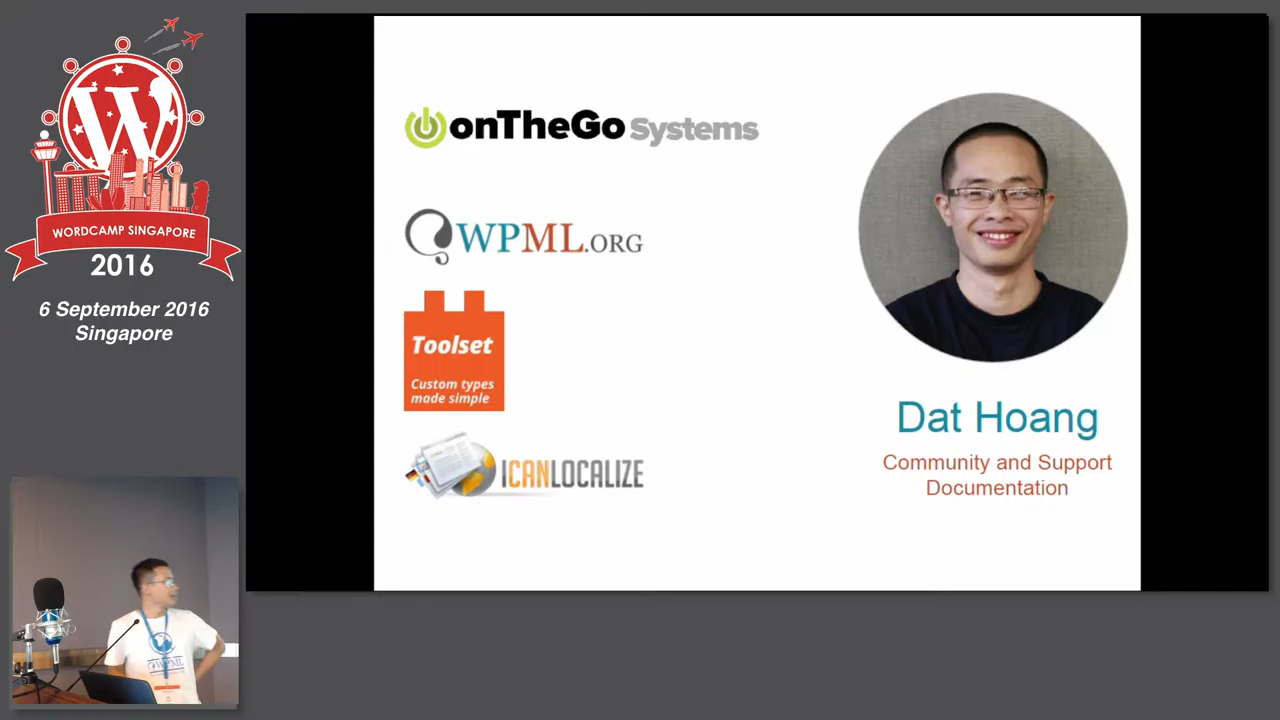 WORDCAMP SINGAPORE
2016
6 September 2016
Singapore
onTheGo Systems
WPML.ORG
Toolset
Custom types
made simple
ICANLOCALIZE
Dat Hoang
Community and Support
Documentation
WPML